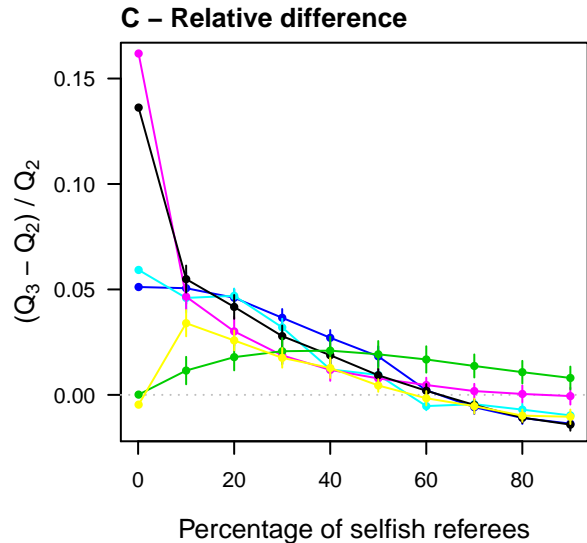 C – Relative difference
(Q3 – Q2) / Q2
0.15
0.10
0.05
0.00
0 20 40 60 80
Percentage of selfish referees